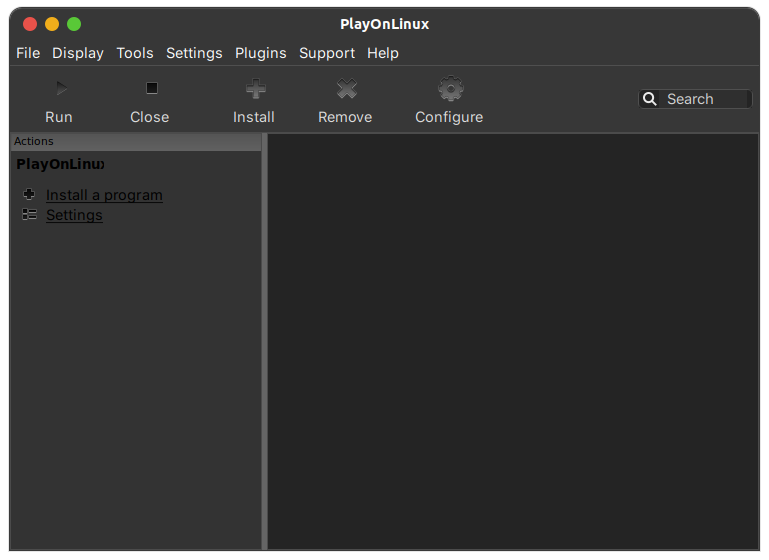 PlayOnLinux
File Display Tools Settings Plugins Support Help
Run Close Install Remove Configure Search
Actions
PlayOnLinux
Install a program
Settings